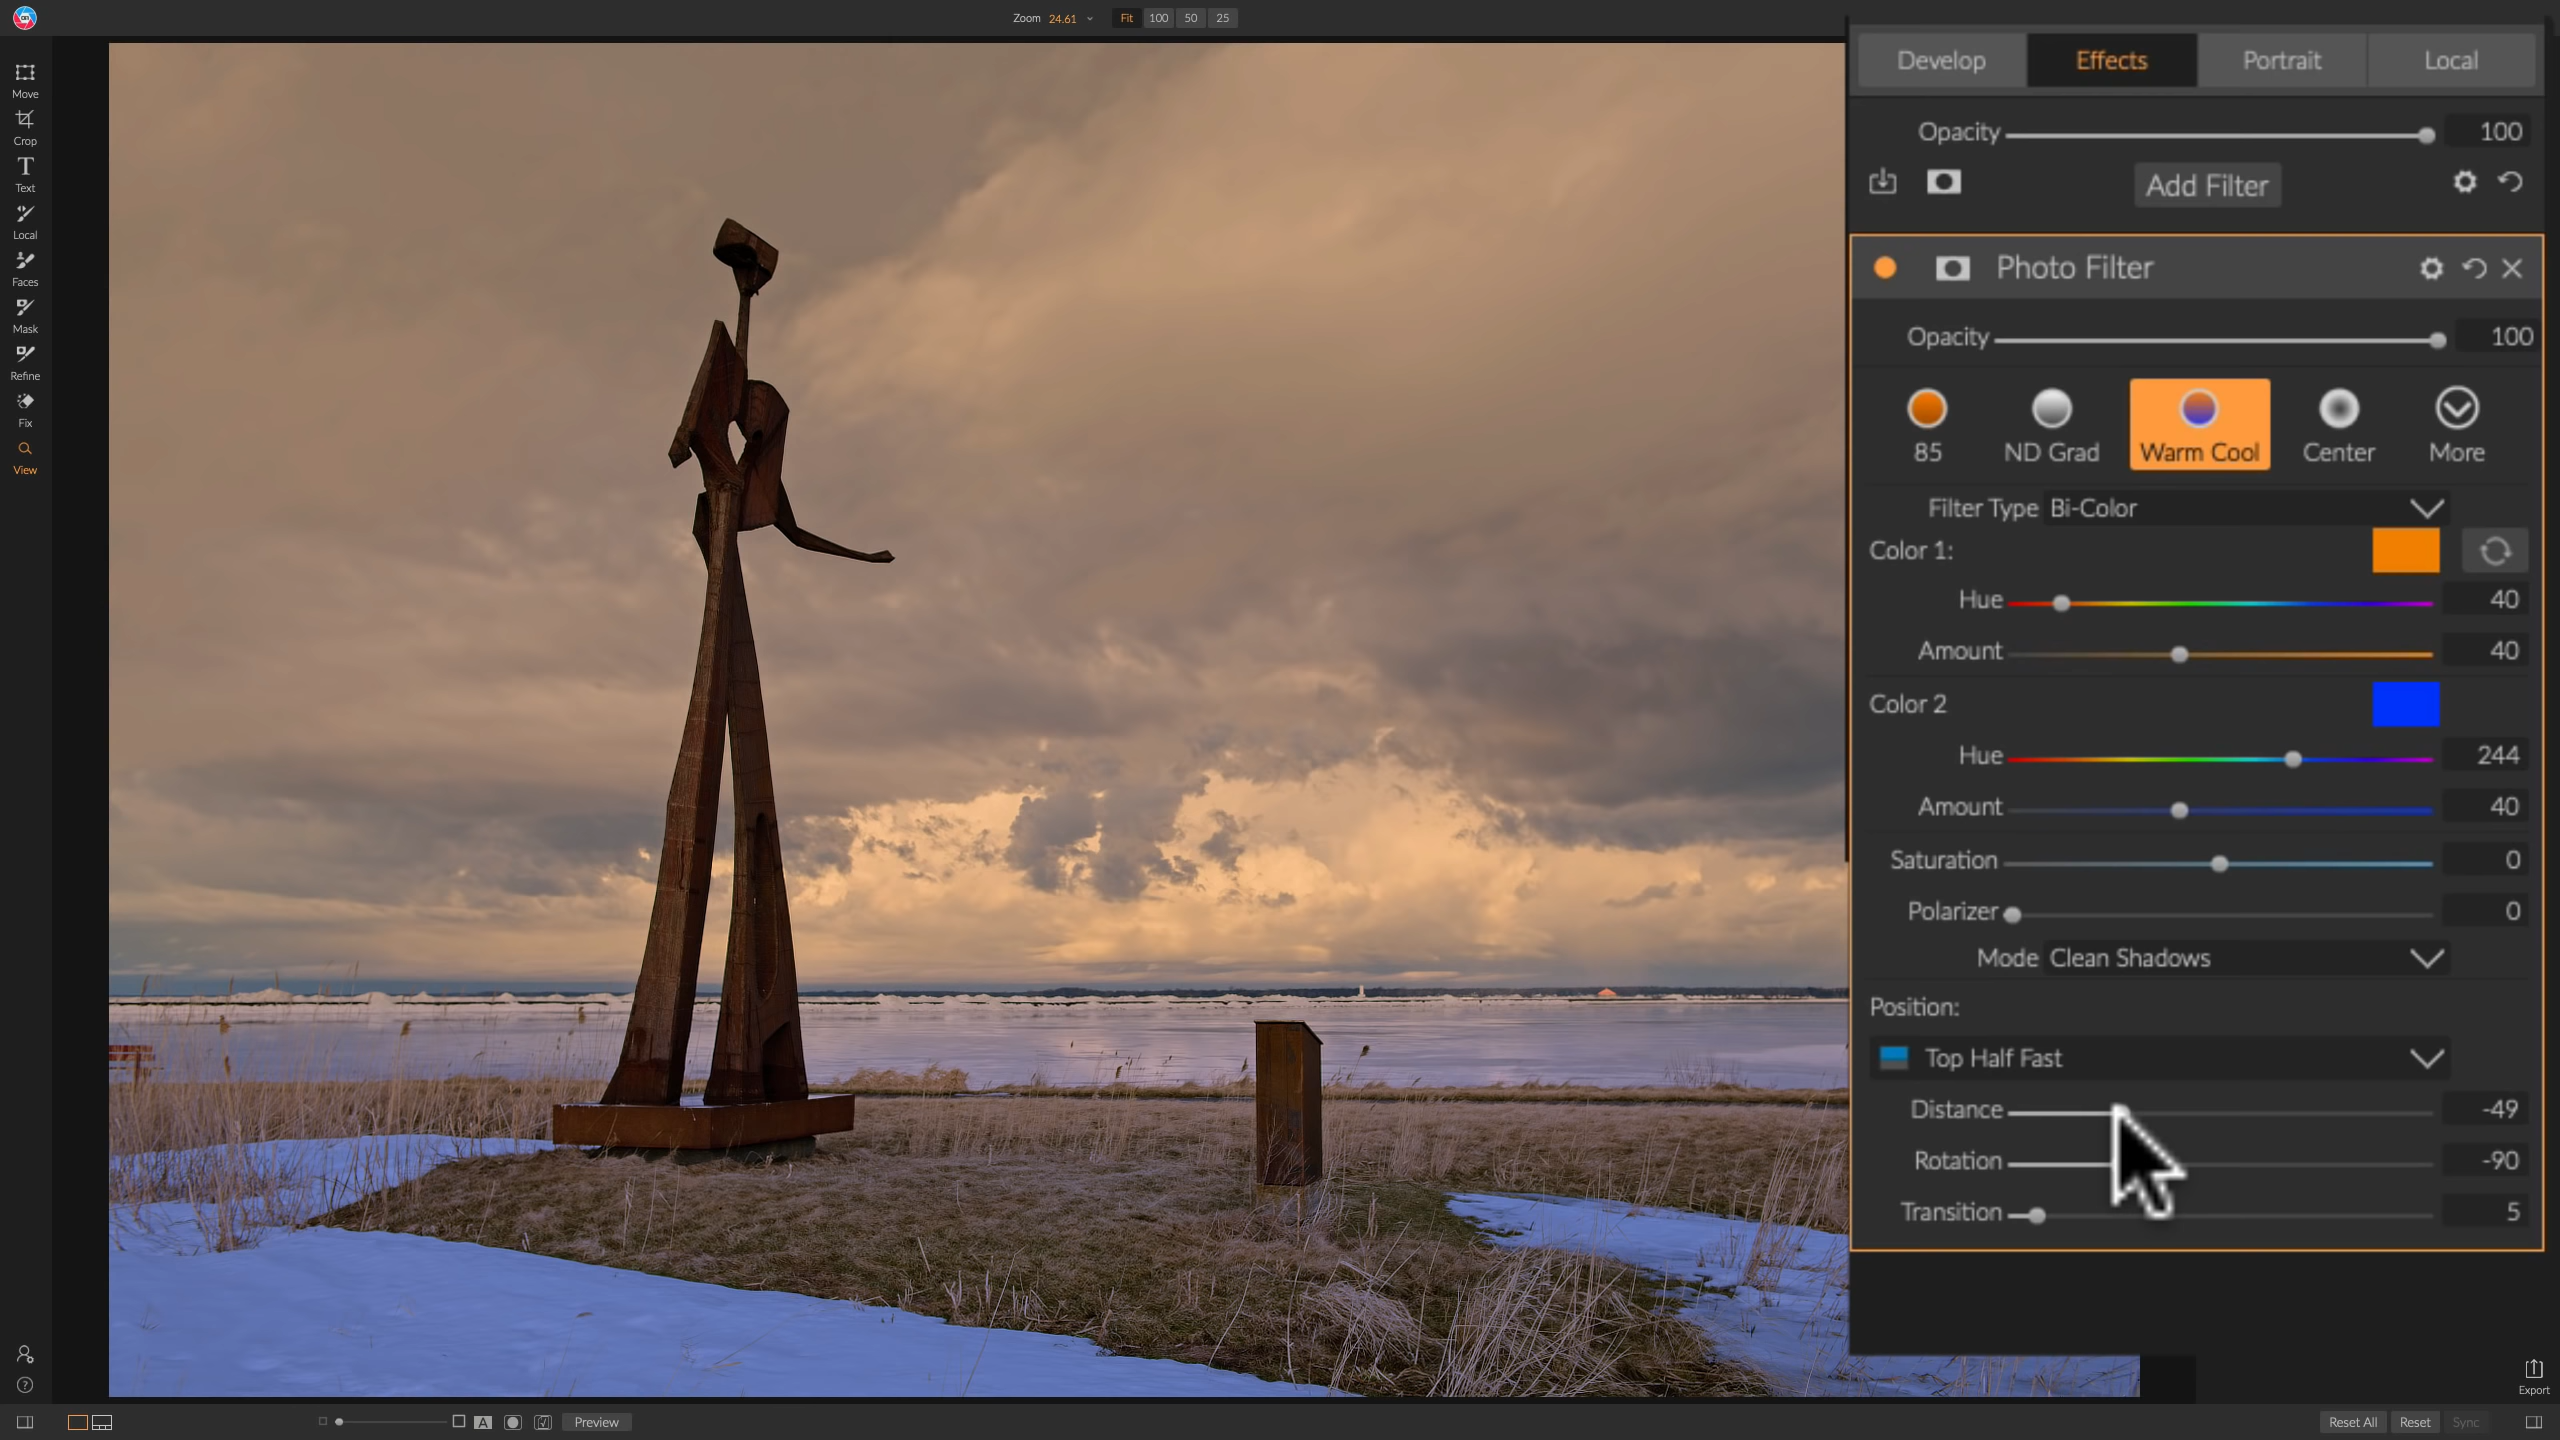 Zoom 24.61 Fit 100 50 25
Move
Crop
T
Text
Local
Faces
Mask
Refine
Fix
View
Develop Effects Portrait Local
Opacity 100
Add Filter
Photo Filter
Opacity 100
85 ND Grad Warm Cool Center More
Filter Type Bi-Color
Color 1:
Hue 40
Amount 40
Color 2
Hue 244
Amount 40
Saturation 0
Polarizer 0
Mode Clean Shadows
Position:
Top Half Fast
Distance -49
Rotation -90
Transition 5
Export
A Preview Reset All Reset Sync